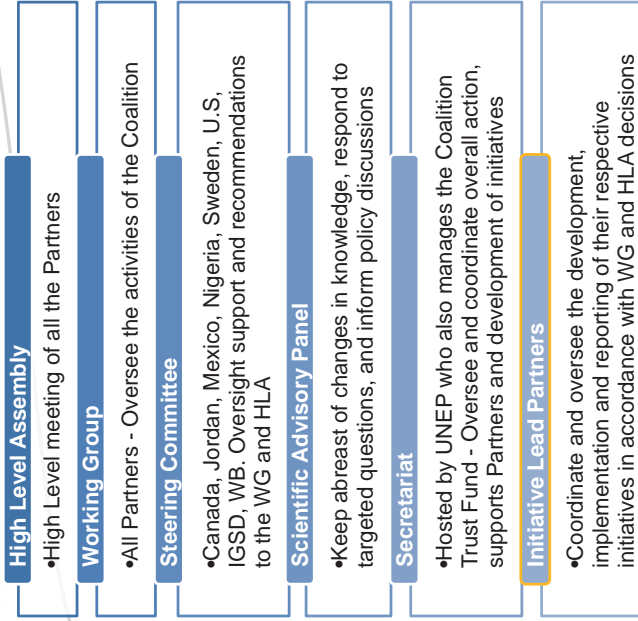 High Level Assembly
•High Level meeting of all the Partners
Working Group
•All Partners - Oversee the activities of the Coalition
Steering Committee
•Canada, Jordan, Mexico, Nigeria, Sweden, U.S,
IGSD, WB. Oversight support and recommendations
to the WG and HLA
Scientific Advisory Panel
•Keep abreast of changes in knowledge, respond to
targeted questions, and inform policy discussions
Secretariat
•Hosted by UNEP who also manages the Coalition
Trust Fund - Oversee and coordinate overall action,
supports Partners and development of initiatives
Initiative Lead Partners
•Coordinate and oversee the development,
implementation and reporting of their respective
initiatives in accordance with WG and HLA decisions